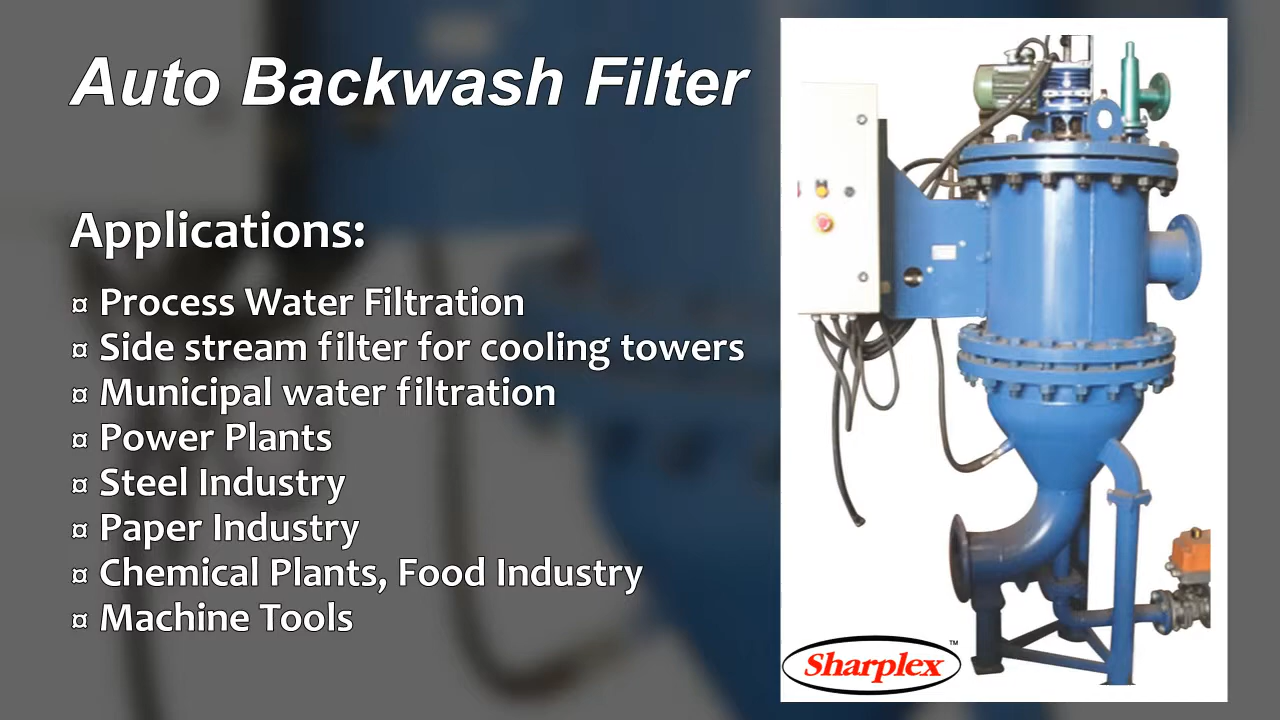 Auto Backwash Filter
Applications:
¤ Process Water Filtration
¤ Side stream filter for cooling towers
¤ Municipal water filtration
¤ Power Plants
¤ Steel Industry
¤ Paper Industry
¤ Chemical Plants, Food Industry
¤ Machine Tools
Sharplex™